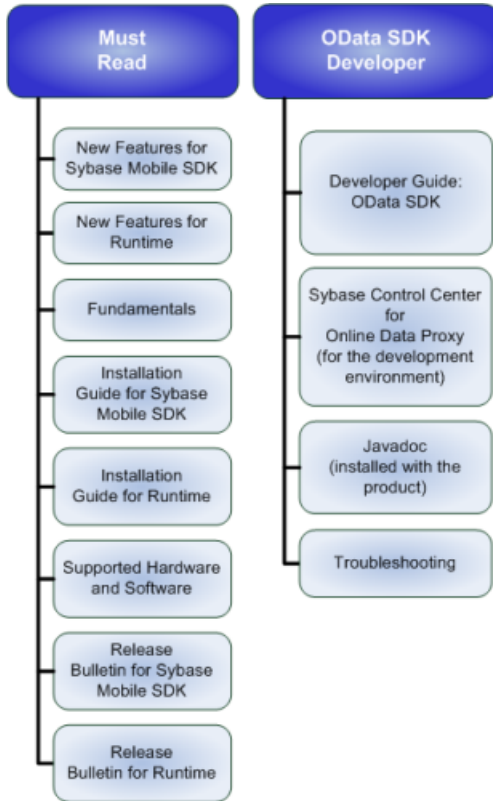 Must
Read
New Features for
Sybase Mobile SDK
New Features for
Runtime
Fundamentals
Installation
Guide for Sybase
Mobile SDK
Installation
Guide for Runtime
Supported Hardware
and Software
Release
Bulletin for Sybase
Mobile SDK
Release
Bulletin for Runtime
OData SDK
Developer
Developer Guide:
OData SDK
Sybase Control Center
for
Online Data Proxy
(for the development
environment)
Javadoc
(installed with the
product)
Troubleshooting